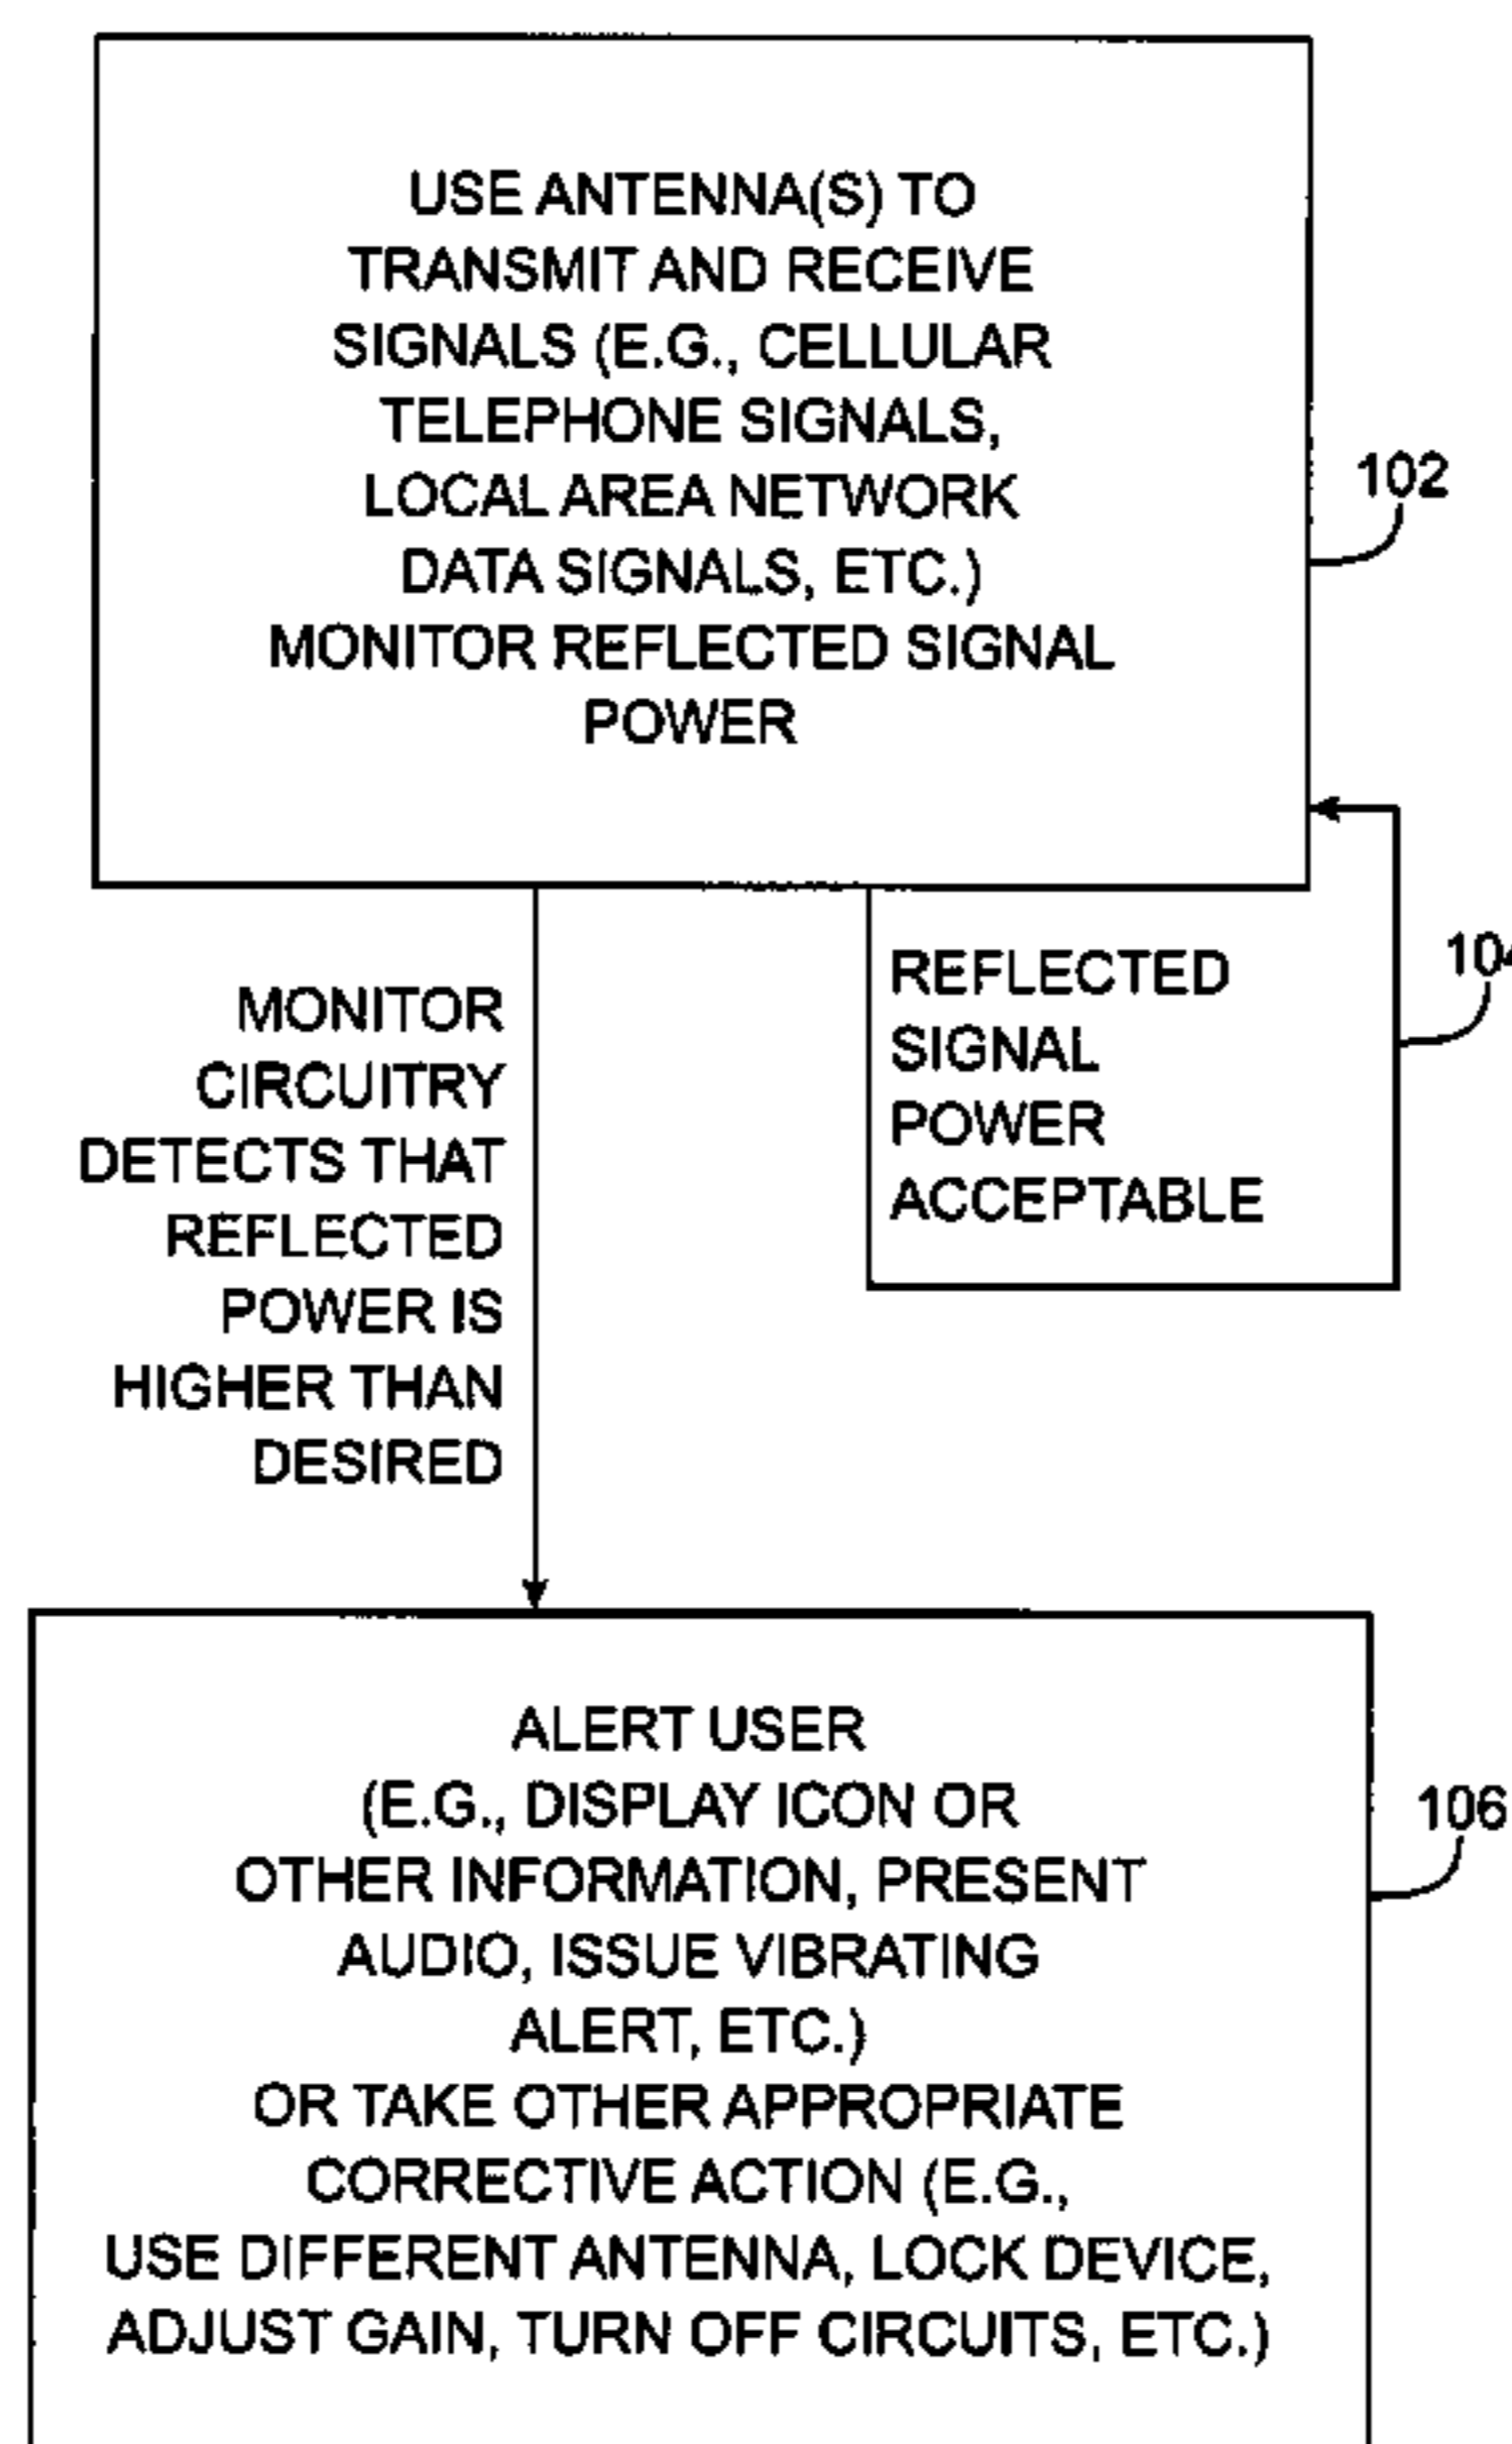 USE ANTENNA(S) TO
TRANSMIT AND RECEIVE
SIGNALS (E.G., CELLULAR
TELEPHONE SIGNALS,
LOCAL AREA NETWORK
DATA SIGNALS, ETC.)
MONITOR REFLECTED SIGNAL
POWER
102
REFLECTED
SIGNAL
POWER
ACCEPTABLE
104
MONITOR
CIRCUITRY
DETECTS THAT
REFLECTED
POWER IS
HIGHER THAN
DESIRED
ALERT USER
(E.G., DISPLAY ICON OR
OTHER INFORMATION, PRESENT
AUDIO, ISSUE VIBRATING
ALERT, ETC.)
OR TAKE OTHER APPROPRIATE
CORRECTIVE ACTION (E.G.,
USE DIFFERENT ANTENNA, LOCK DEVICE,
ADJUST GAIN, TURN OFF CIRCUITS, ETC.)
106